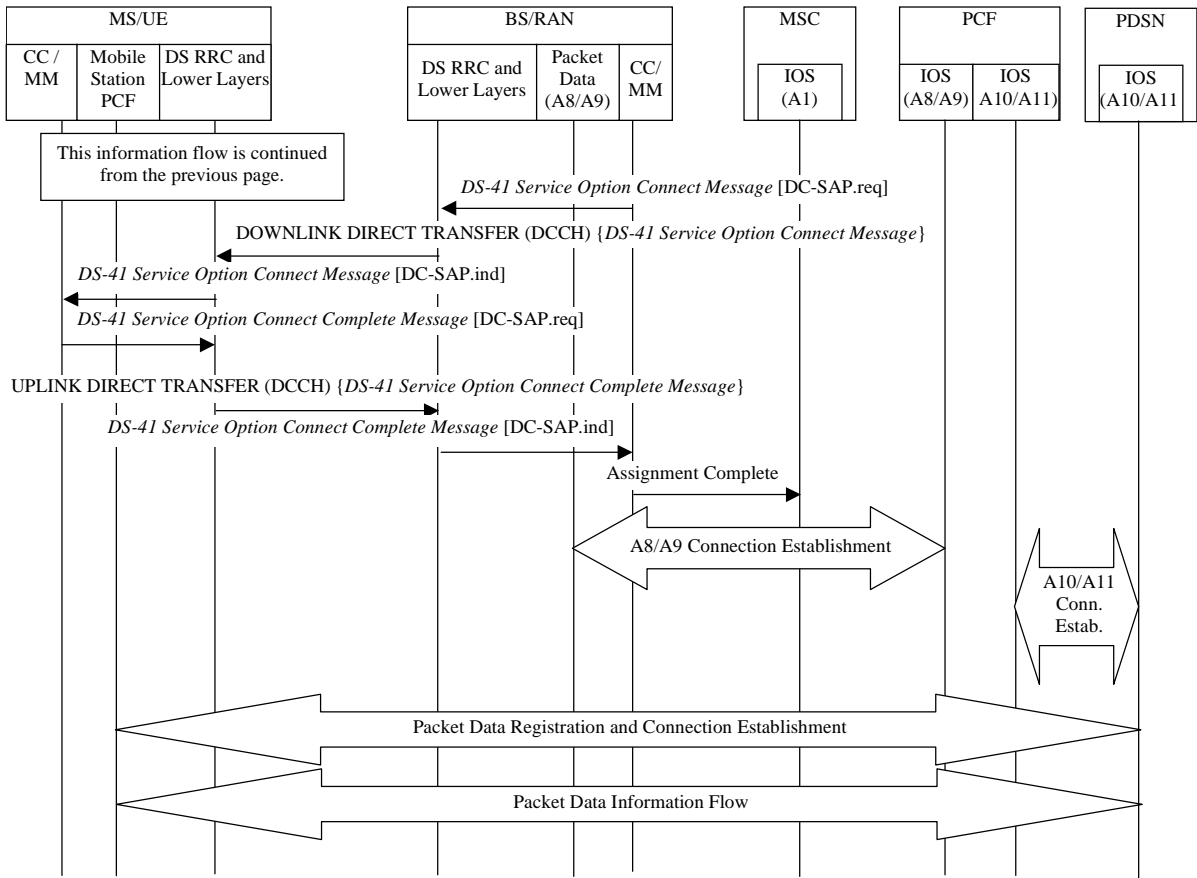 MS/UE
BS/RAN
MSC
PCF
PDSN
CC /
MM
Mobile
Station
PCF
DS RRC and
Lower Layers
DS RRC and
Lower Layers
Packet
Data
(A8/A9)
CC/
MM
IOS
(A1)
IOS
(A8/A9)
IOS
A10/A11)
IOS
(A10/A11
This information flow is continued
from the previous page.
DS-41 Service Option Connect Message [DC-SAP.req]
DOWNLINK DIRECT TRANSFER (DCCH) {DS-41 Service Option Connect Message}
DS-41 Service Option Connect Message [DC-SAP.ind]
DS-41 Service Option Connect Complete Message [DC-SAP.req]
UPLINK DIRECT TRANSFER (DCCH) {DS-41 Service Option Connect Complete Message}
DS-41 Service Option Connect Complete Message [DC-SAP.ind]
Assignment Complete
A8/A9 Connection Establishment
A10/A11
Conn.
Estab.
Packet Data Registration and Connection Establishment
Packet Data Information Flow